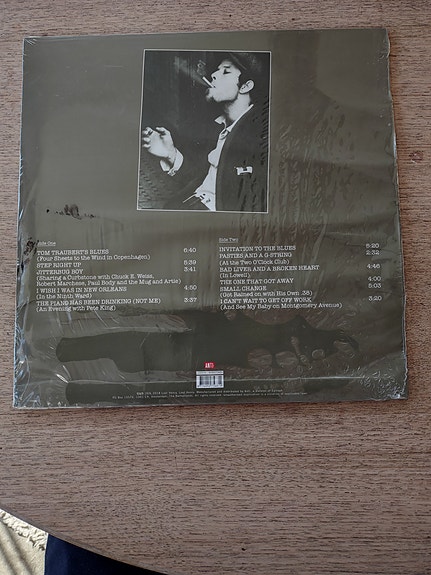 Side One
TOM TRAUBERT'S BLUES 6:40
(Four Sheets to the Wind in Copenhagen)
STEP RIGHT UP 5:39
JITTERBUG BOY 3:41
(Sharing a Curbstone with Chuck E. Weiss,
Robert Marchese, Paul Body and the Mug and Artie)
I WISH I WAS IN NEW ORLEANS 4:50
(In the Ninth Ward)
THE PIANO HAS BEEN DRINKING (NOT ME) 3:37
(An Evening with Pete King)
Side Two
INVITATION TO THE BLUES 5:20
PASTIES AND A G-STRING 2:32
(At the Two O'Clock Club)
BAD LIVER AND A BROKEN HEART 4:46
(In Lowell)
THE ONE THAT GOT AWAY 4:00
SMALL CHANGE 5:03
(Got Rained on with His Own .38)
I CAN'T WAIT TO GET OFF WORK 3:20
(And See My Baby on Montgomery Avenue)